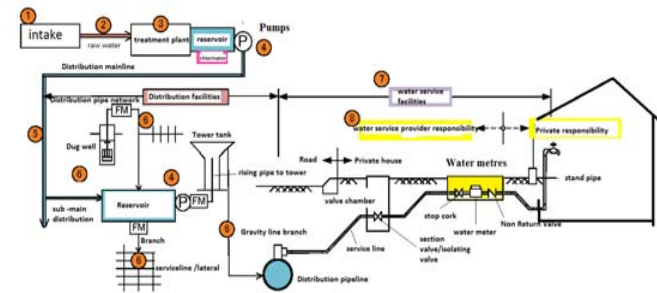 1
intake
2
raw water
3
treatment plant
reservoir
chlorinator
P
Pumps
4
Distribution mainline
Distribution facilities
7
water service
facilities
Distribution pipe network
FM
5
6
Dug well
6
Tower tank
rising pipe to tower
4
Reservoir
P
FM
sub -main
distribution
FM
Branch
6
serviceline /lateral
6
Gravity line branch
Distribution pipeline
8
water service provider responsibility
Private responsibility
Road
Private house
valve chamber
Water metres
stop cork
water meter
Non Return valve
section
valve/isolating
valve
service line
stand pipe